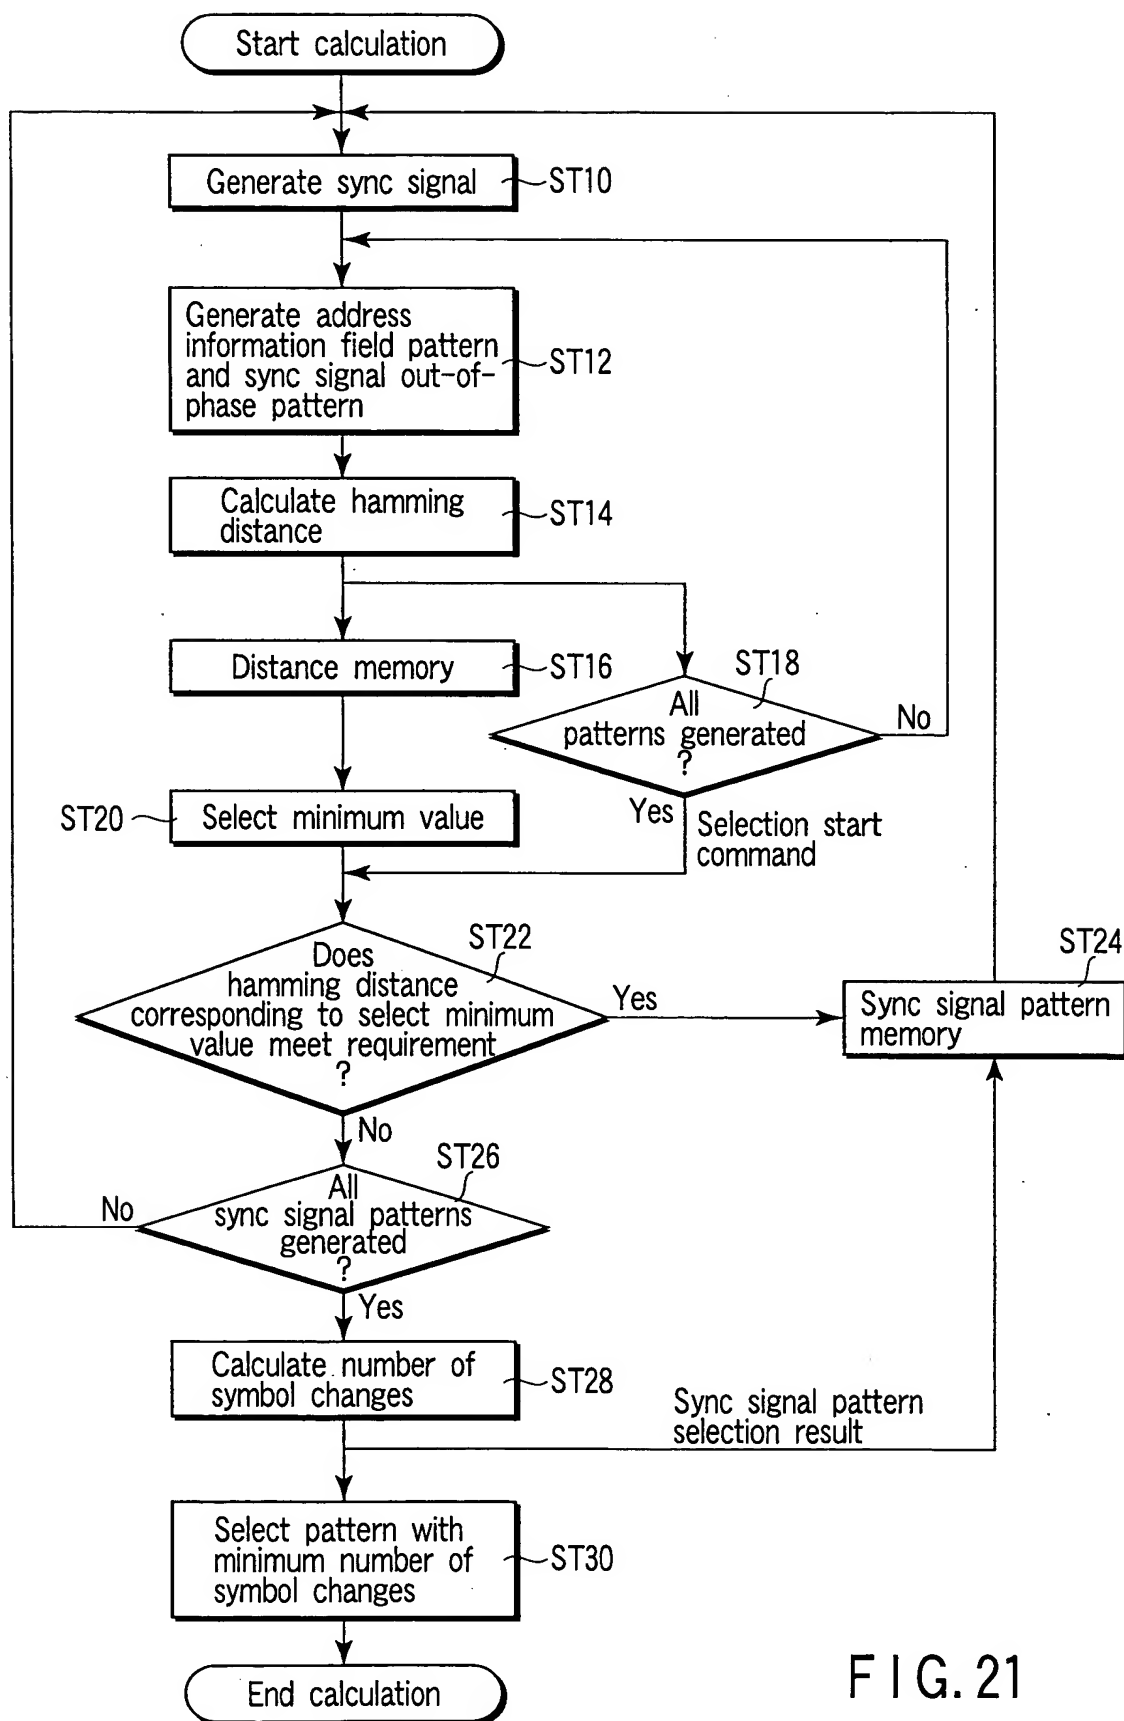 Start calculation
Generate sync signal
ST10
Generate address
information field pattern
and sync signal out-of-
phase pattern
ST12
Calculate hamming
distance
ST14
Distance memory
ST16
ST18
All
patterns generated
?
No
Yes
Selection start
command
ST20
Select minimum value
ST22
Does
hamming distance
corresponding to select minimum
value meet requirement
?
Yes
No
ST24
Sync signal pattern
memory
ST26
All
sync signal patterns
generated
?
No
Yes
Calculate number of
symbol changes
ST28
Sync signal pattern
selection result
Select pattern with
minimum number of
symbol changes
ST30
End calculation
FIG. 21